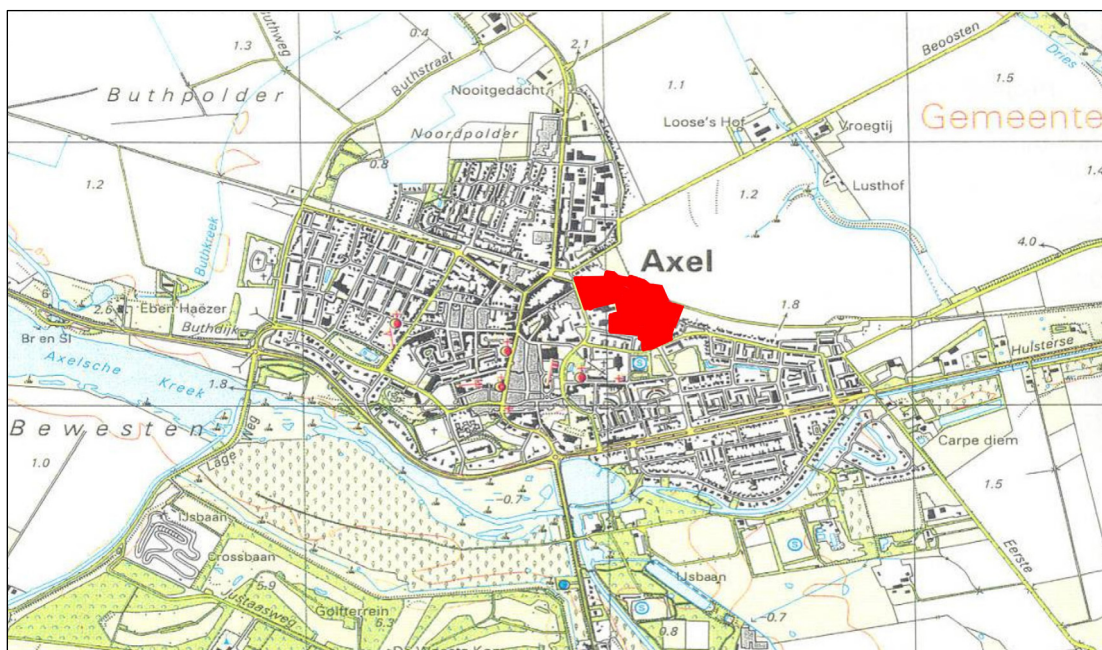 1.3
Buthweg
0.4
2.1
Beoosten
Dries
Buthpolder
Buthstraat
Nooitgedacht
1.1
1.5
Noordpolder
Loose's Hof
Vroegtij
Gemeente
0.8
1.2
1.2
Lusthof
1.4
Buthkreek
Axel
4.0
6
2.6
Eben Haëzer
1.8
Br en Sl
Buthdijk
Hulsterse
Axelsche Kreek
1.8
S
Bewesten
Weg
Carpe diem
1.0
Lage
-0.7
1.5
IJsbaan
S
Eerste
Crossbaan
5.9
IJsbaan
Justaasweg
Golfterrein
6.3
S
0.8
-0.7